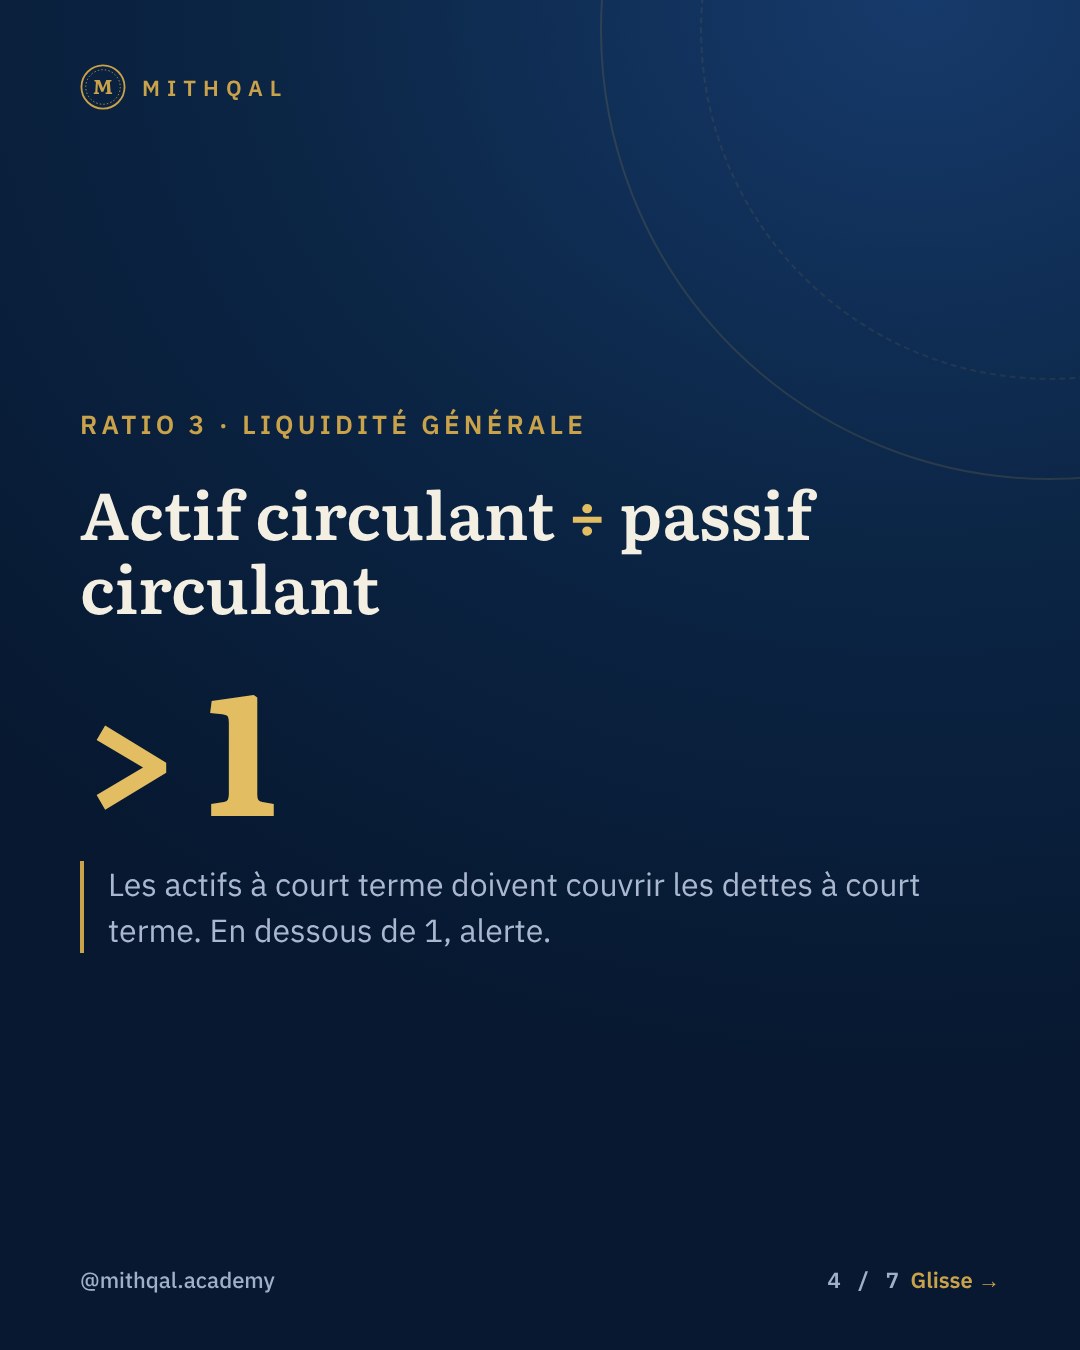 M MITHQAL
RATIO 3 · LIQUIDITÉ GÉNÉRALE
Actif circulant ÷ passif
circulant
> 1
Les actifs à court terme doivent couvrir les dettes à court
terme. En dessous de 1, alerte.
@mithqal.academy
4 / 7 Glisse →